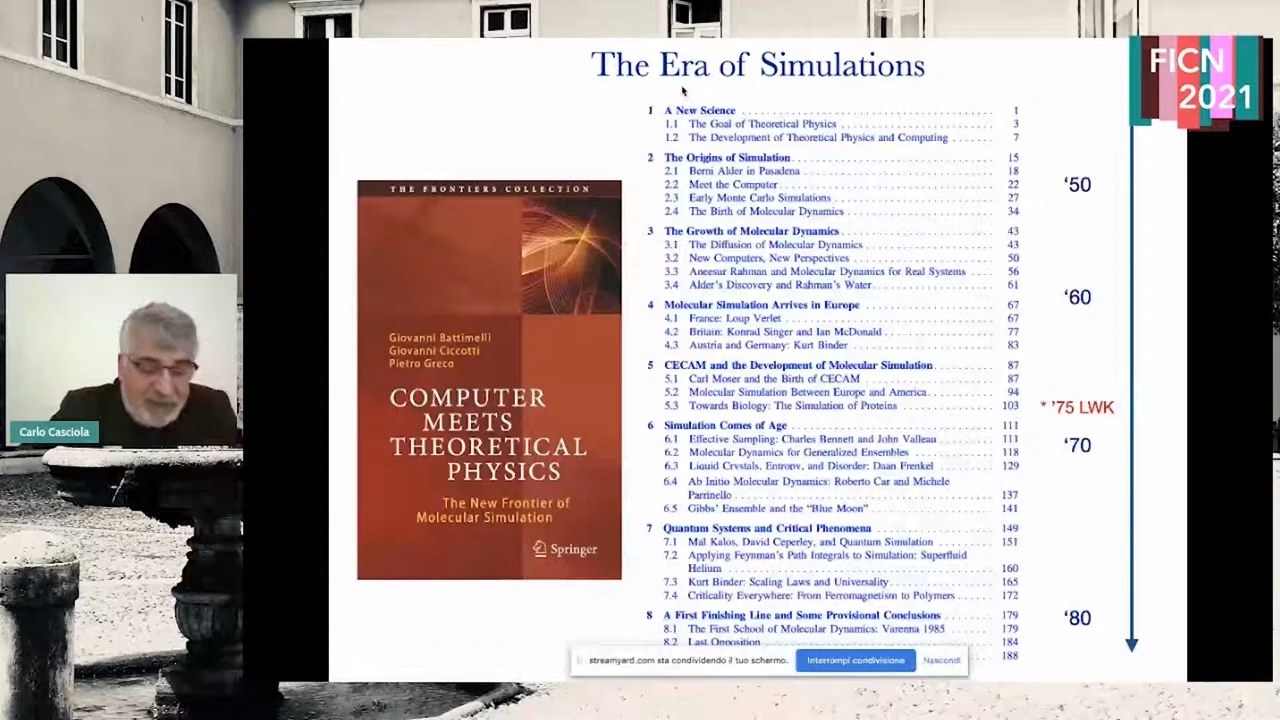 The Era of Simulations
FICN
2021
1 A New Science 1
1.1 The Goal of Theoretical Physics 3
1.2 The Development of Theoretical Physics and Computing 7
2 The Origins of Simulation 15
2.1 Berni Alder in Pasadena 18
2.2 Meet the Computer 22
2.3 Early Monte Carlo Simulations 27
2.4 The Birth of Molecular Dynamics 34
'50
3 The Growth of Molecular Dynamics 43
3.1 The Diffusion of Molecular Dynamics 43
3.2 New Computers, New Perspectives 50
3.3 Aneesur Rahman and Molecular Dynamics for Real Systems 56
3.4 Alder's Discovery and Rahman's Water 61
'60
4 Molecular Simulation Arrives in Europe 67
4.1 France: Loup Verlet 67
4.2 Britain: Konrad Singer and Ian McDonald 77
4.3 Austria and Germany: Kurt Binder 83
5 CECAM and the Development of Molecular Simulation 87
5.1 Carl Moser and the Birth of CECAM 87
5.2 Molecular Simulation Between Europe and America 94
5.3 Towards Biology: The Simulation of Proteins 103
* '75 LWK
6 Simulation Comes of Age 111
6.1 Effective Sampling: Charles Bennett and John Valleau 111
6.2 Molecular Dynamics for Generalized Ensembles 118
6.3 Liquid Crystals, Entropy, and Disorder: Daan Frenkel 129
6.4 Ab Initio Molecular Dynamics: Roberto Car and Michele
Parrinello 137
6.5 Gibbs' Ensemble and the "Blue Moon" 141
'70
7 Quantum Systems and Critical Phenomena 149
7.1 Mal Kalos, David Ceperley, and Quantum Simulation 151
7.2 Applying Feynman's Path Integrals to Simulation: Superfluid
Helium 160
7.3 Kurt Binder: Scaling Laws and Universality 165
7.4 Criticality Everywhere: From Ferromagnetism to Polymers 172
8 A First Finishing Line and Some Provisional Conclusions 179
8.1 The First School of Molecular Dynamics: Varenna 1985 179
8.2 Last Opposition 184
188
'80
THE FRONTIERS COLLECTION
Giovanni Battimelli
Giovanni Ciccotti
Pietro Greco
COMPUTER
MEETS
THEORETICAL
PHYSICS
The New Frontier of
Molecular Simulation
Springer
Carlo Casciola
streamyard.com sta condividendo il tuo schermo.
Interrompi condivisione
Nascondi